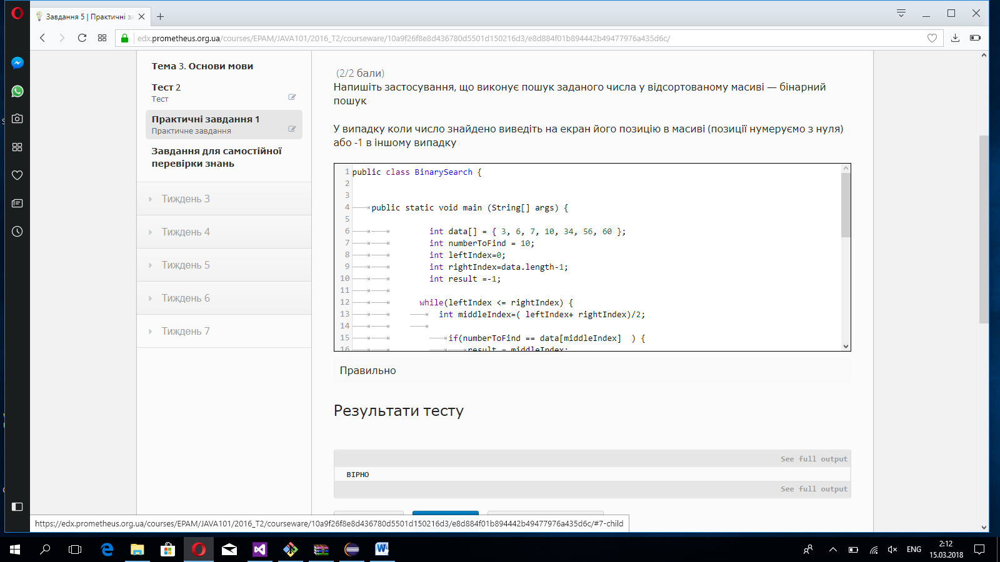 Завдання 5 | Практичні за
edx.prometheus.org.ua/courses/EPAM/JAVA101/2016_T2/courseware/10a9f26f8e8d436780d5501d150216d3/e8d884f01b894442b49477976a435d6c/
Тема 3. Основи мови
Тест 2
Тест
Практичні завдання 1
Практичне завдання
Завдання для самостійної
перевірки знань
Тиждень 3
Тиждень 4
Тиждень 5
Тиждень 6
Тиждень 7
(2/2 бали)
Напишіть застосування, що виконує пошук заданого числа у відсортованому масиві — бінарний
пошук
У випадку коли число знайдено виведіть на екран його позицію в масиві (позиції нумеруємо з нуля)
або -1 в іншому випадку
1 public class BinarySearch {
2
3
4 public static void main (String[] args) {
5
6 int data[] = { 3, 6, 7, 10, 34, 56, 60 };
7 int numberToFind = 10;
8 int leftIndex=0;
9 int rightIndex=data.length-1;
10 int result =-1;
11
12 while(leftIndex <= rightIndex) {
13 int middleIndex=( leftIndex+ rightIndex)/2;
14
15 if(numberToFind == data[middleIndex]  ) {
16 result = middleIndex;
Правильно
Результати тесту
See full output
ВІРНО
See full output
https://edx.prometheus.org.ua/courses/EPAM/JAVA101/2016_T2/courseware/10a9f26f8e8d436780d5501d150216d3/e8d884f01b894442b49477976a435d6c/#7-child
ENG
2:12
15.03.2018